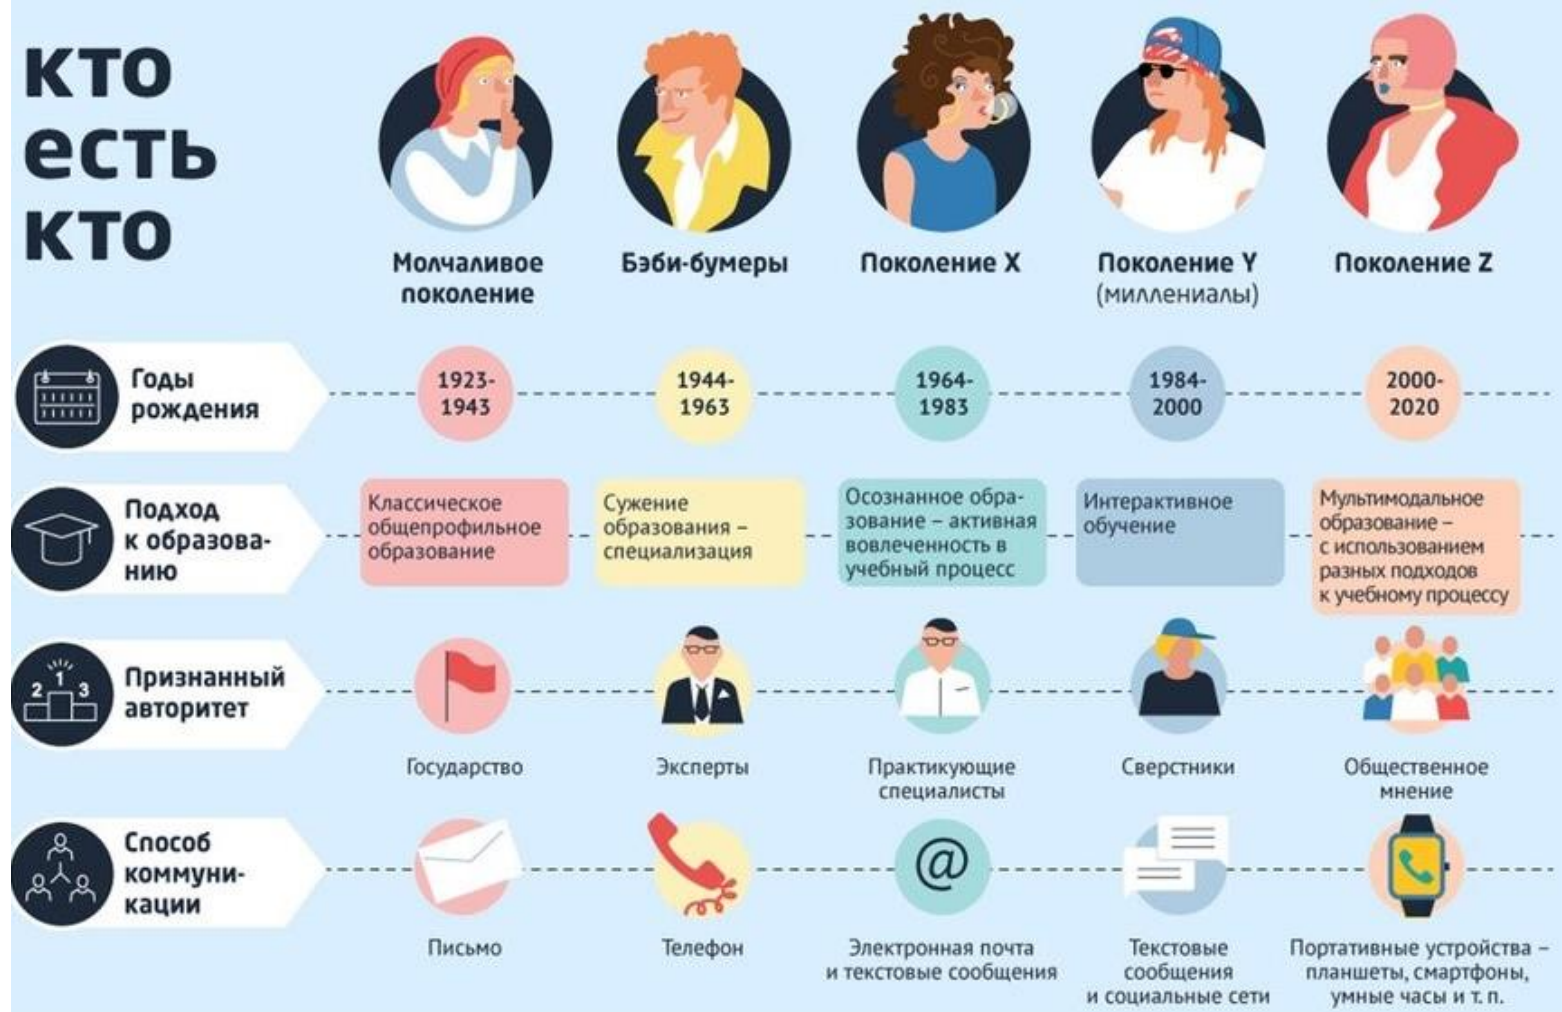 кто
есть
кто
Молчаливое
поколение
Бэби-бумеры
Поколение X
Поколение Y
(миллениалы)
Поколение Z
Годы
рождения
1923-
1943
1944-
1963
1964-
1983
1984-
2000
2000-
2020
Подход
к образова-
нию
Классическое
общепрофильное
образование
Сужение
образования –
специализация
Осознанное обра-
зование – активная
вовлеченность в
учебный процесс
Интерактивное
обучение
Мультимодальное
образование –
с использованием
разных подходов
к учебному процессу
2 1 3
Признанный
авторитет
Государство
Эксперты
Практикующие
специалисты
Сверстники
Общественное
мнение
Способ
коммуни-
кации
@
Письмо
Телефон
Электронная почта
и текстовые сообщения
Текстовые
сообщения
и социальные сети
Портативные устройства –
планшеты, смартфоны,
умные часы и т. п.